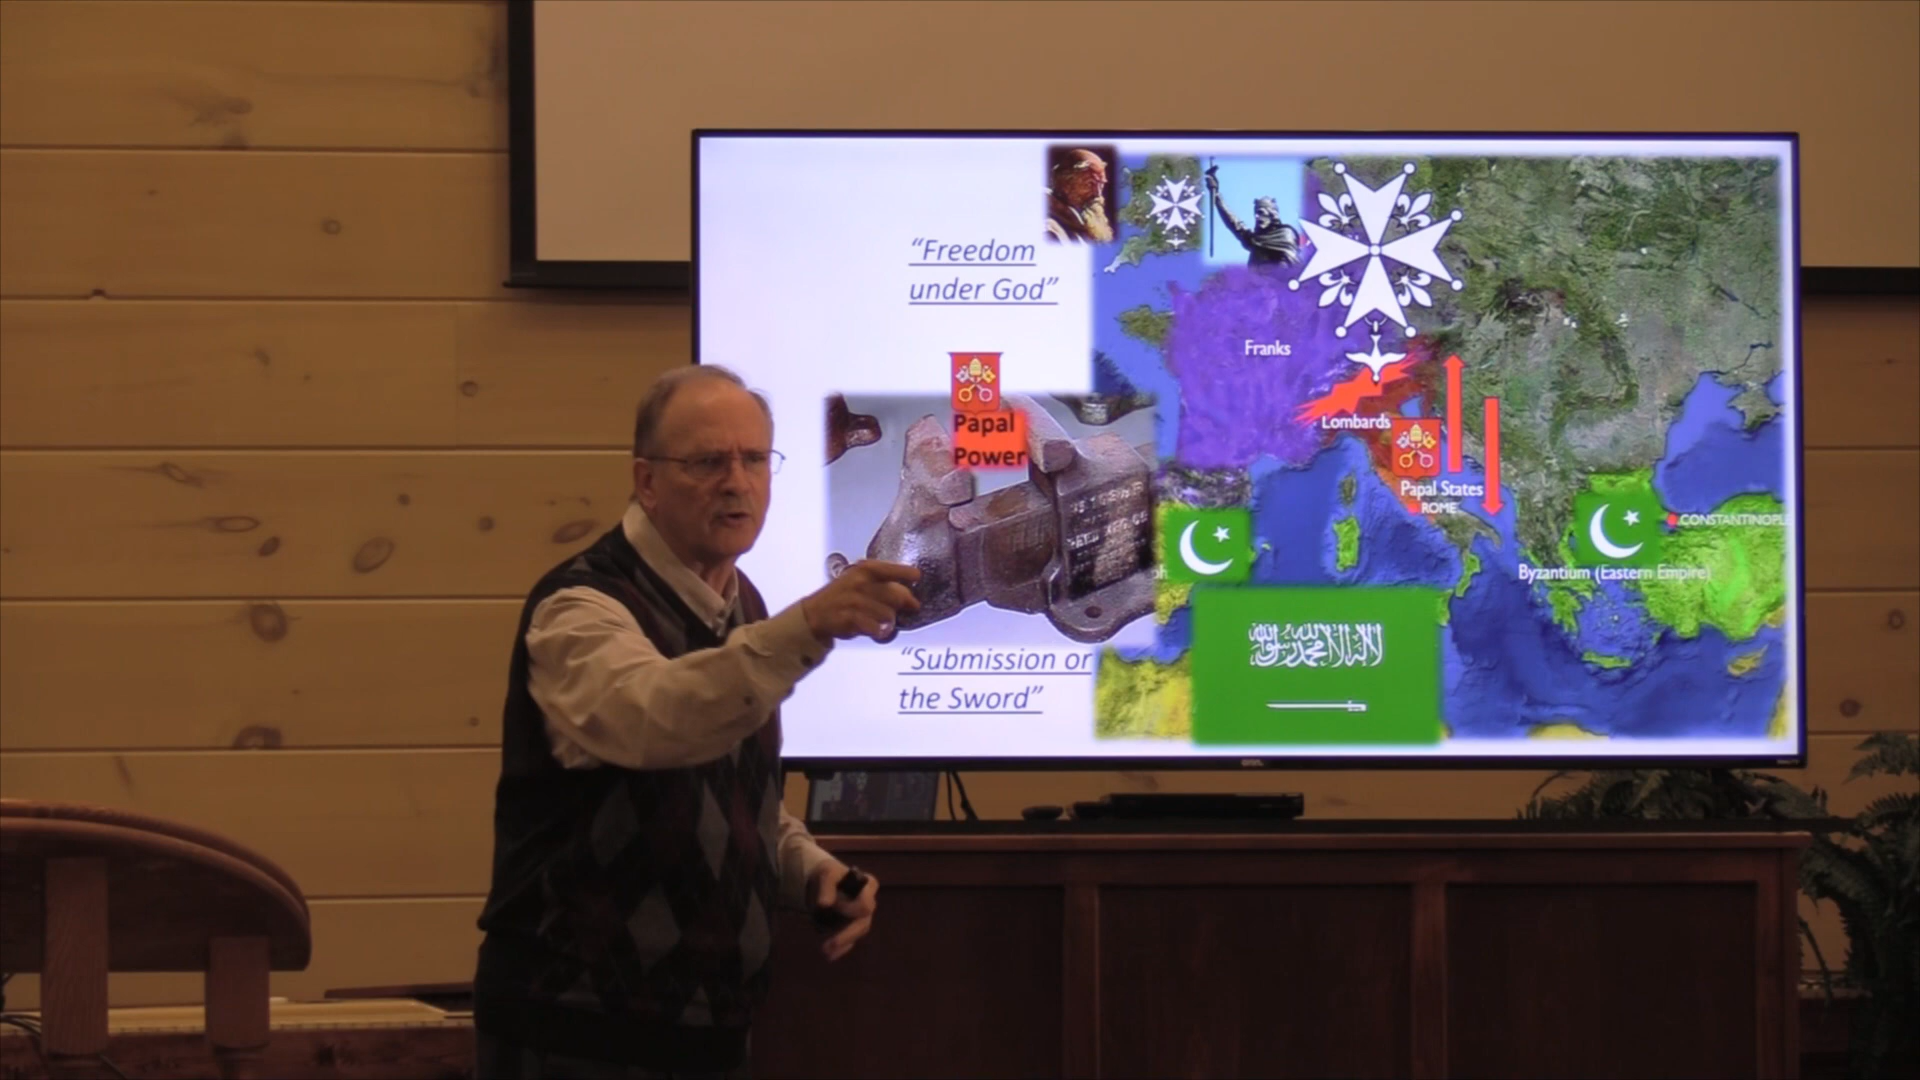 “Freedom
under God”
Franks
Papal
Power
Lombards
Papal States
ROME
CONSTANTINOPLE
Byzantium (Eastern Empire)
لا إله إلا الله محمد رسول الله
“Submission or
the Sword”